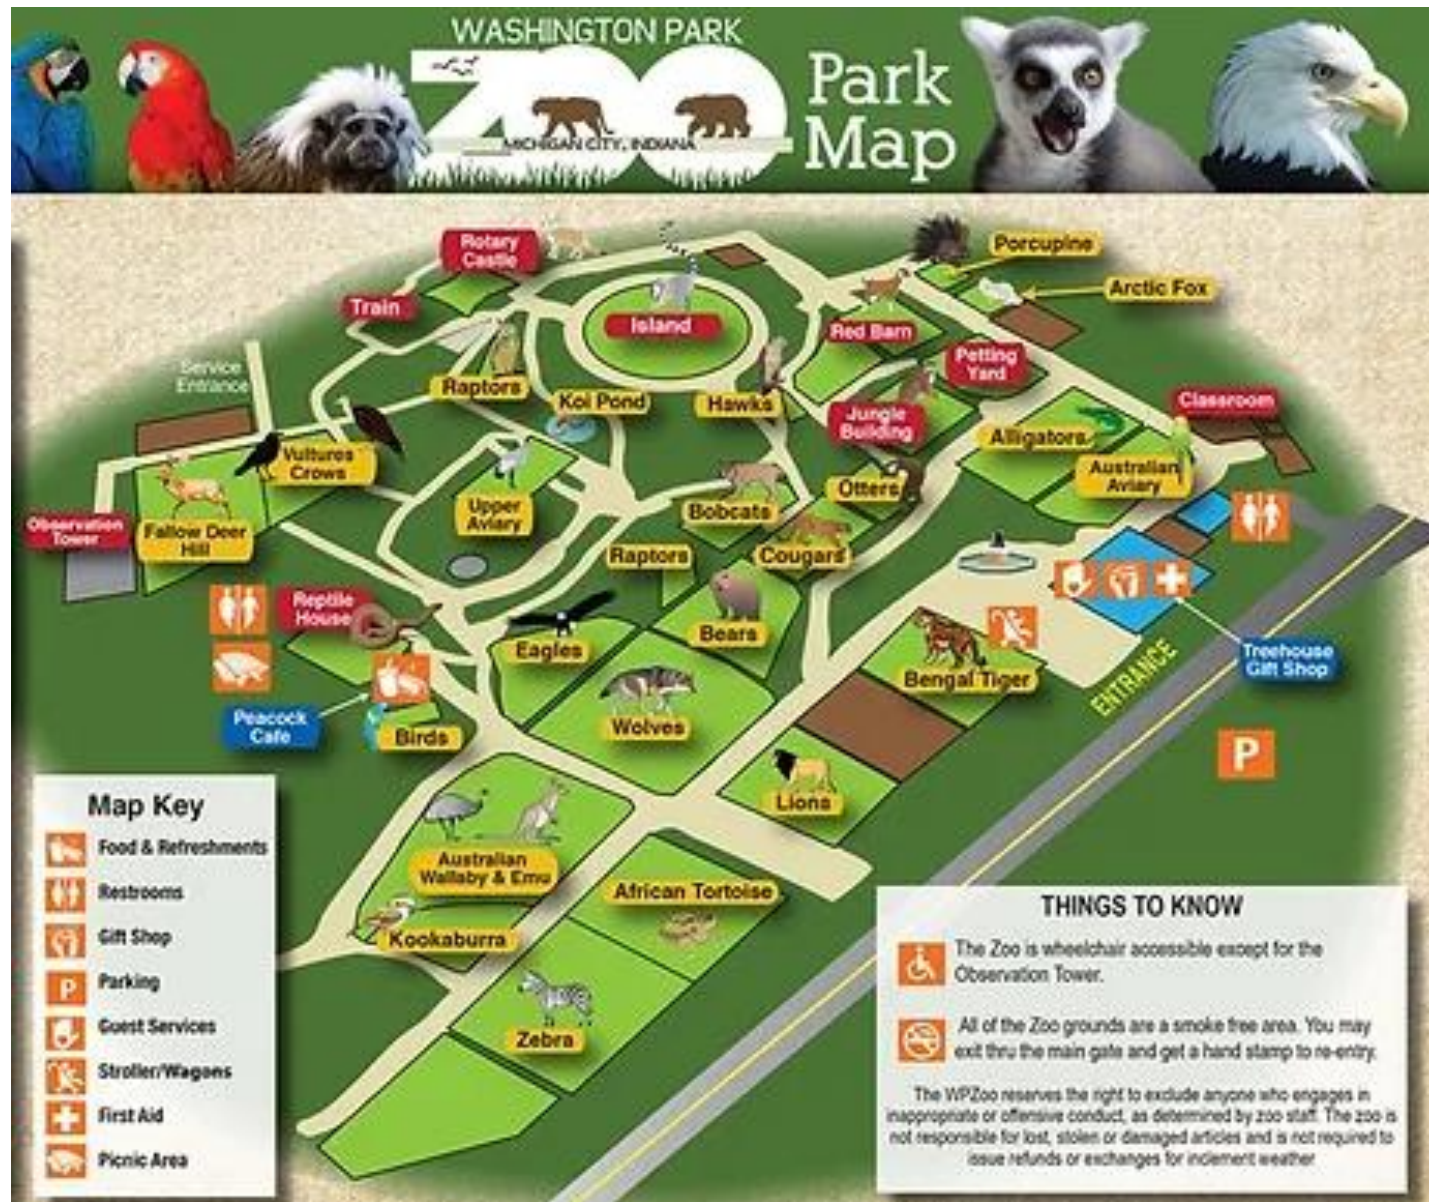 WASHINGTON PARK
ZOO
MICHIGAN CITY, INDIANA
Park
Map
Rotary
Castle
Porcupine
Train
Arctic Fox
Island
Red Barn
Service
Entrance
Petting
Yard
Raptors
Koi Pond
Hawks
Classroom
Jungle
Building
Alligators
Vultures
Crows
Australian
Aviary
Otters
Upper
Aviary
Bobcats
Observation
Tower
Fallow Deer
Hill
Raptors
Cougars
Reptile
House
Bears
Eagles
Treehouse
Gift Shop
Bengal Tiger
ENTRANCE
Peacock
Cafe
Birds
Wolves
P
Lions
Map Key
Food & Refreshments
Restrooms
Gift Shop
P
Parking
Guest Services
Stroller/Wagons
First Aid
Picnic Area
Australian
Wallaby & Emu
African Tortoise
Kookaburra
Zebra
THINGS TO KNOW
The Zoo is wheelchair accessible except for the
Observation Tower.
All of the Zoo grounds are a smoke free area. You may
exit thru the main gate and get a hand stamp to re-entry.
The WPZoo reserves the right to exclude anyone who engages in
inappropriate or offensive conduct, as determined by zoo staff. The zoo is
not responsible for lost, stolen or damaged articles and is not required to
issue refunds or exchanges for inclement weather